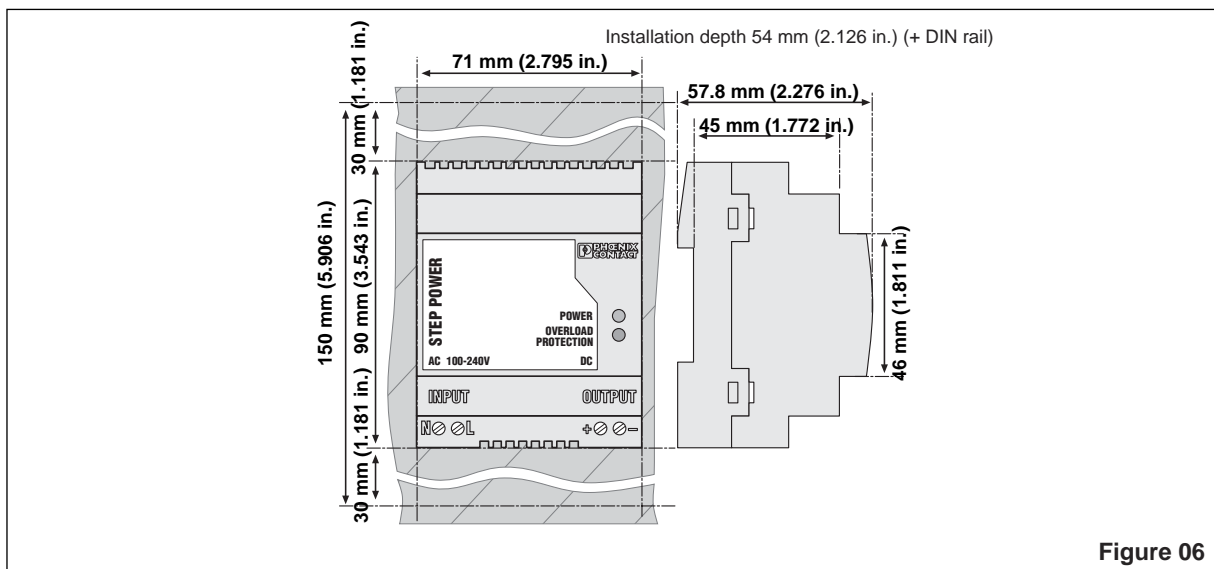 Installation depth 54 mm (2.126 in.) (+ DIN rail)
71 mm (2.795 in.)
57.8 mm (2.276 in.)
45 mm (1.772 in.)
30 mm (1.181 in.)
150 mm (5.906 in.)
90 mm (3.543 in.)
30 mm (1.181 in.)
46 mm (1.811 in.)
PHŒNIX
CONTACT
STEP POWER
POWER
OVERLOAD
PROTECTION
AC 100-240V DC
INPUT OUTPUT
N L + –
Figure 06